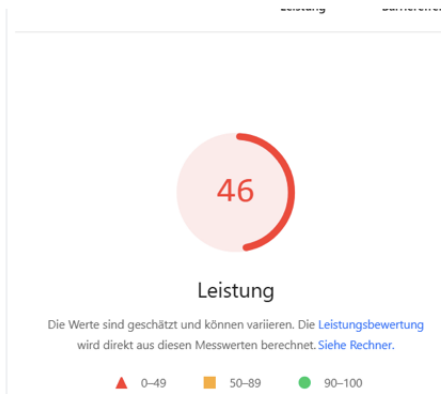 Leistung
46
Leistung
Die Werte sind geschätzt und können variieren. Die Leistungsbewertung
wird direkt aus diesen Messwerten berechnet. Siehe Rechner.
0–49 50–89 90–100